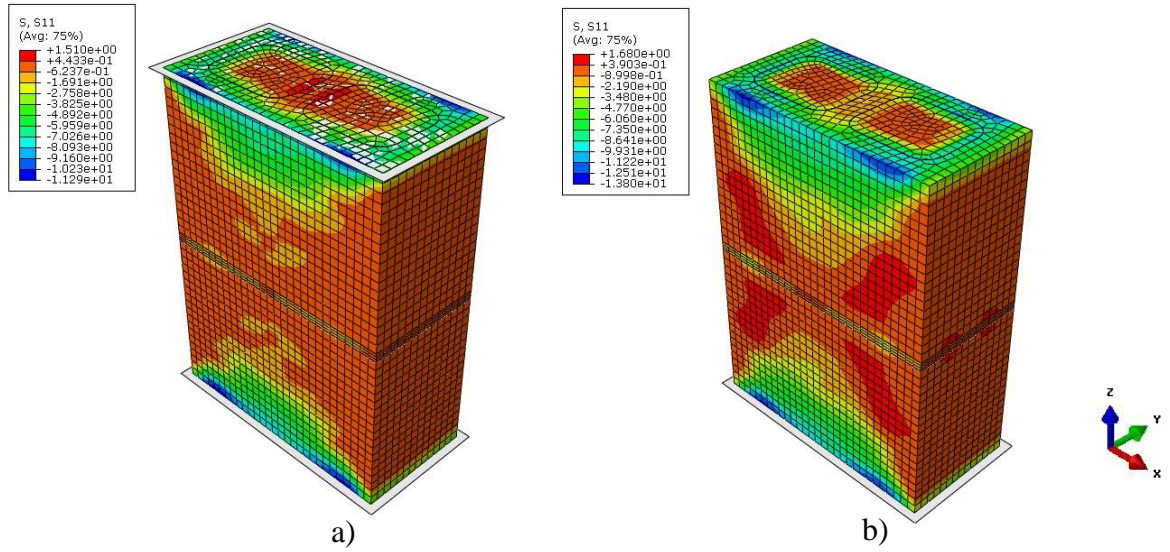 S, S11
(Avg: 75%)
+1.510e+00
+4.433e-01
-6.237e-01
-1.691e+00
-2.758e+00
-3.825e+00
-4.892e+00
-5.959e+00
-7.026e+00
-8.093e+00
-9.160e+00
-1.023e+01
-1.129e+01
S, S11
(Avg: 75%)
+1.680e+00
+3.903e-01
-8.998e-01
-2.190e+00
-3.480e+00
-4.770e+00
-6.060e+00
-7.350e+00
-8.641e+00
-9.931e+00
-1.122e+01
-1.251e+01
-1.380e+01
Z
Y
X
a)
b)